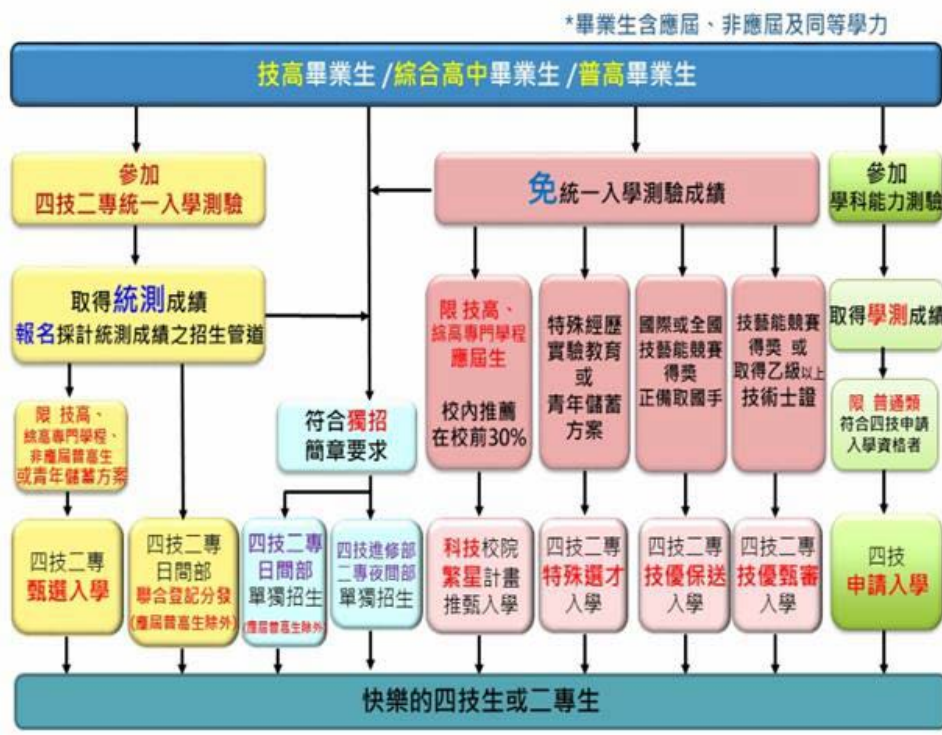 *畢業生含應屆、非應屆及同等學力
技高畢業生/綜合高中畢業生/普高畢業生
參加
四技二專統一入學測驗
免統一入學測驗成績
參加
學科能力測驗
取得統測成績
報名採計統測成績之招生管道
限 技高、
綜高專門學程
應屆生
校內推薦
在校前30%
特殊經歷
實驗教育
或
青年儲蓄
方案
國際或全國
技藝能競賽
得獎
正備取國手
技藝能競賽
得獎 或
取得乙級以上
技術士證
取得學測成績
限 技高、
綜高專門學程、
非應屆普高生
或青年儲蓄方案
符合獨招
簡章要求
限 普通類
符合四技申請
入學資格者
四技二專
甄選入學
四技二專
日間部
聯合登記分發
(應屆普高生除外)
四技二專
日間部
單獨招生
(應屆普高生除外)
四技進修部
二專夜間部
單獨招生
科技校院
繁星計畫
推甄入學
四技二專
特殊選才
入學
四技二專
技優保送
入學
四技二專
技優甄審
入學
四技
申請入學
快樂的四技生或二專生